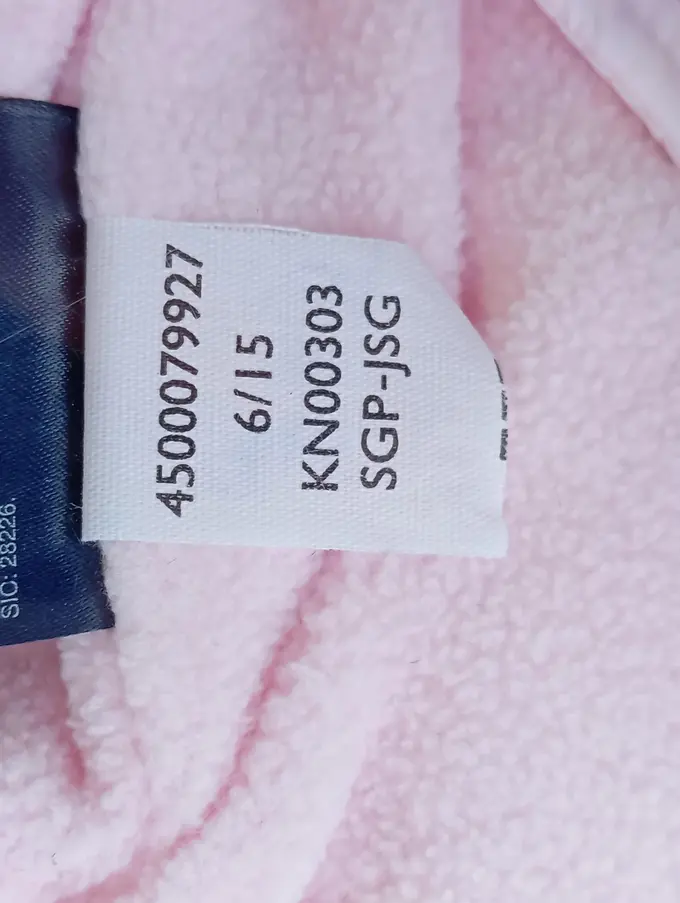 4500079927
6/15
KN00303
SGP-JSG
SIC: 28226.